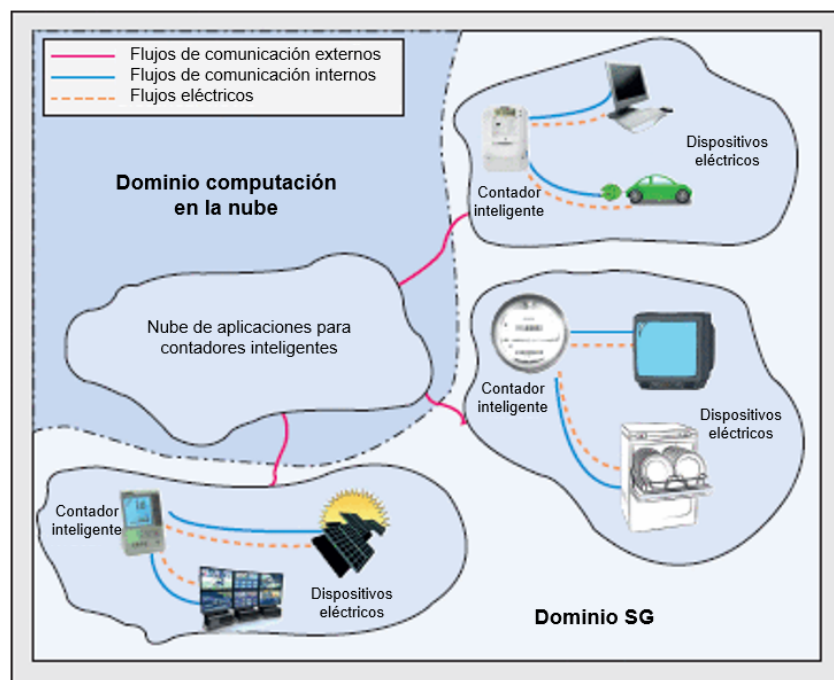 Flujos de comunicación externos
Flujos de comunicación internos
Flujos eléctricos
Dominio computación
en la nube
Nube de aplicaciones para
contadores inteligentes
Contador
inteligente
Dispositivos
eléctricos
Contador
inteligente
Dispositivos
eléctricos
Contador
inteligente
Dispositivos
eléctricos
Dominio SG